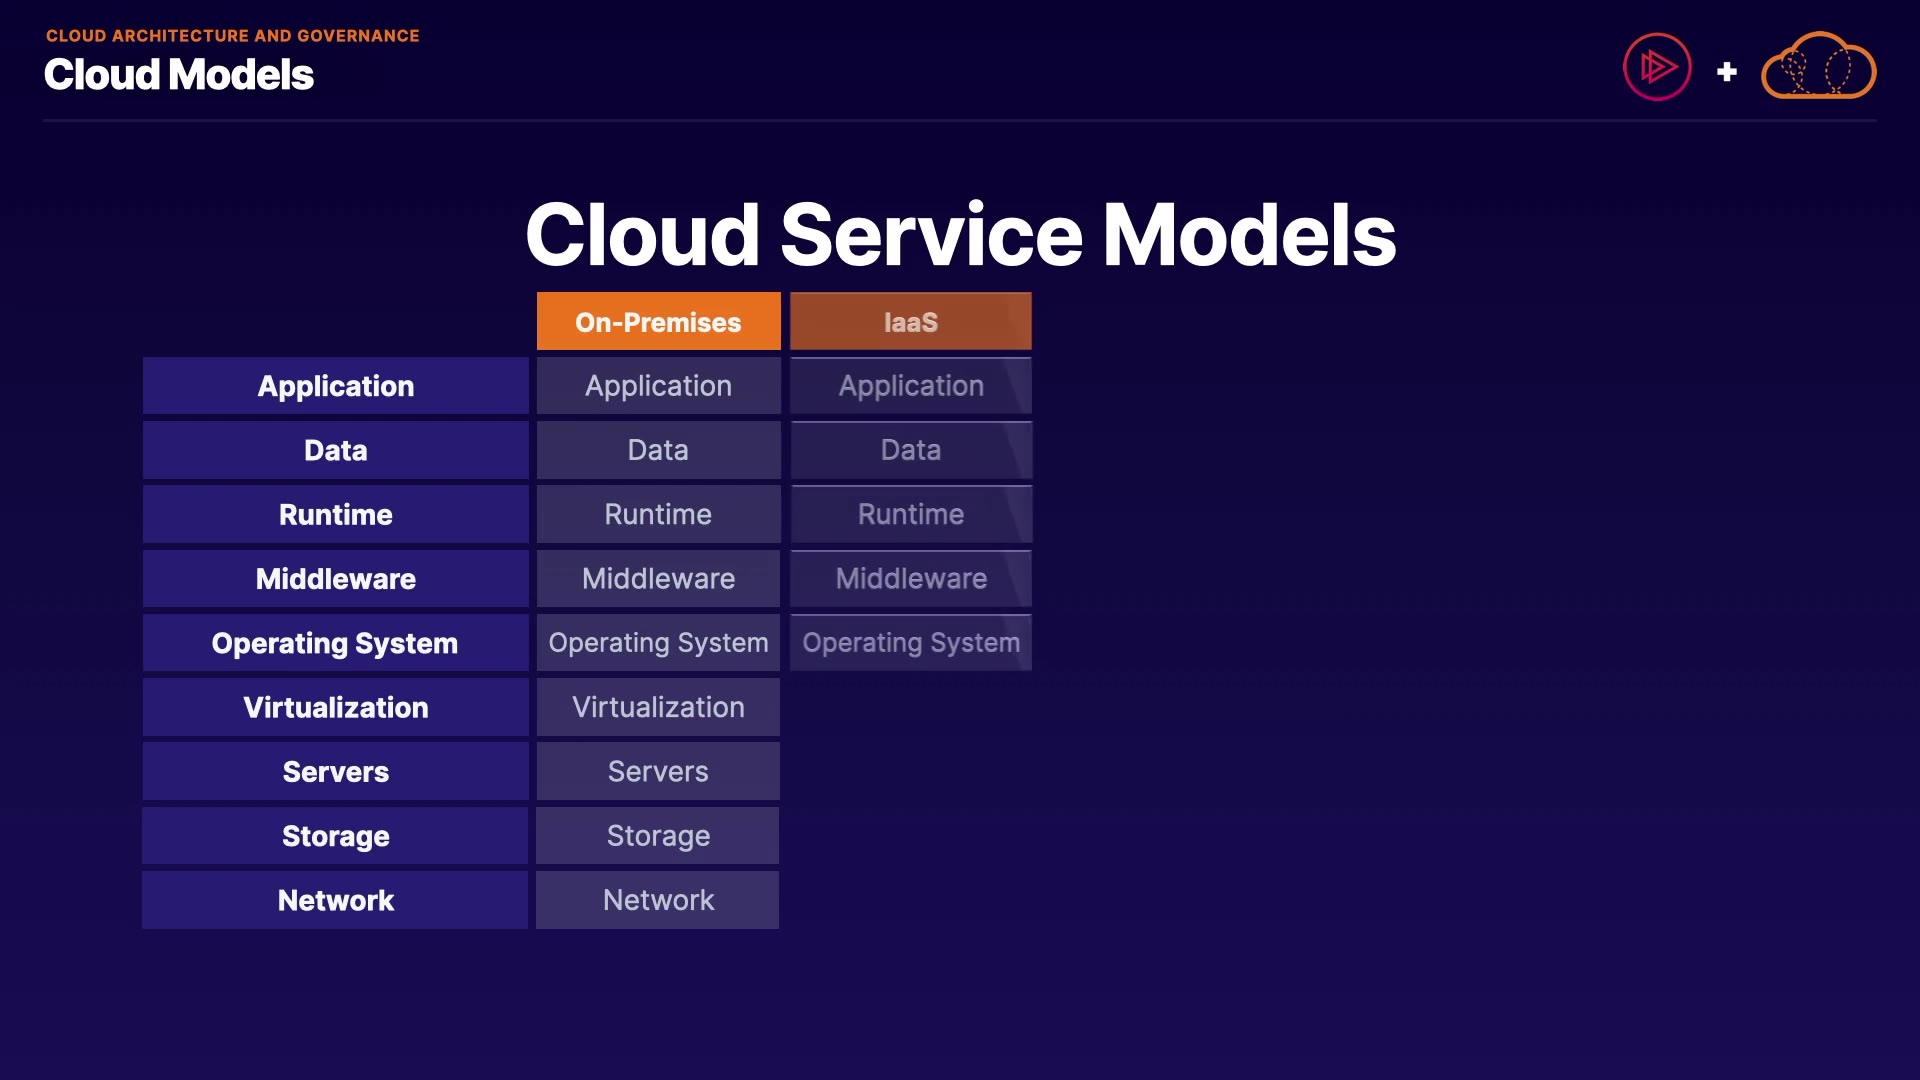 CLOUD ARCHITECTURE AND GOVERNANCE
Cloud Models
+
Cloud Service Models
On-Premises IaaS
Application Application Application
Data Data Data
Runtime Runtime Runtime
Middleware Middleware Middleware
Operating System Operating System Operating System
Virtualization Virtualization
Servers Servers
Storage Storage
Network Network